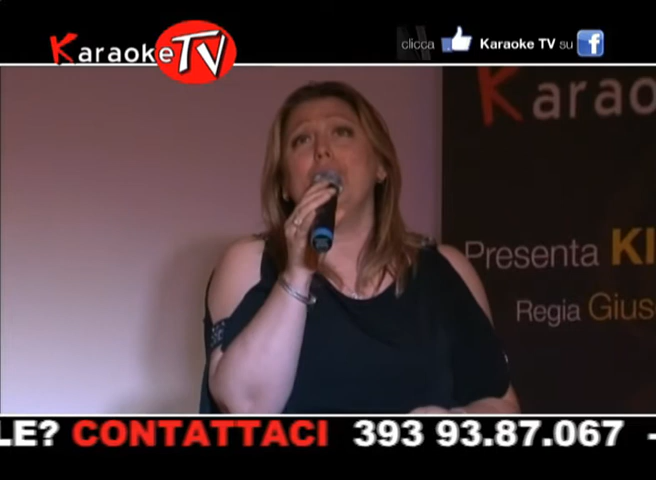 KaraokeTV
clicca Karaoke TV su f
Karao
Presenta KI
Regia Gius
LE? CONTATTACI 393 93.87.067 -